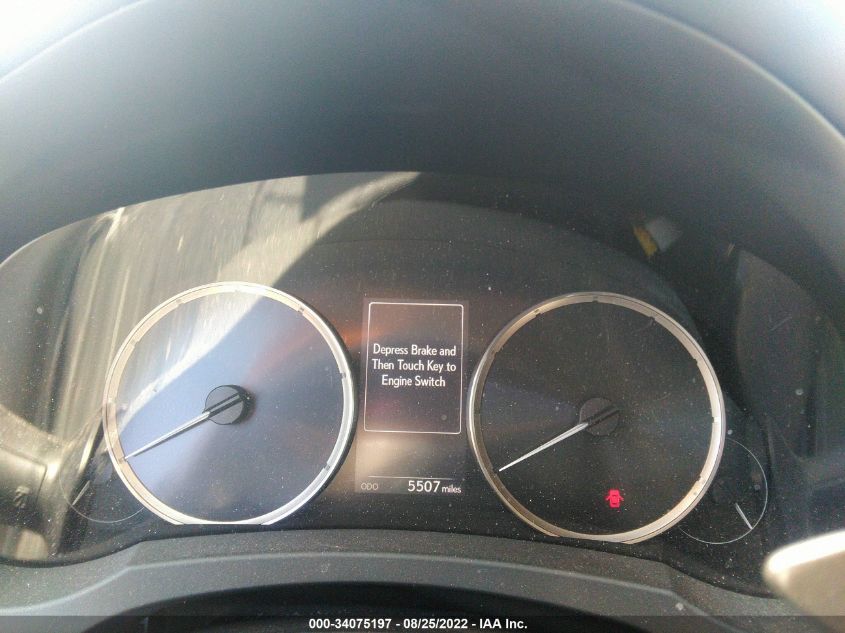 Depress Brake and
Then Touch Key to
Engine Switch
ODO 5507 miles
000-34075197 - 08/25/2022 - IAA Inc.